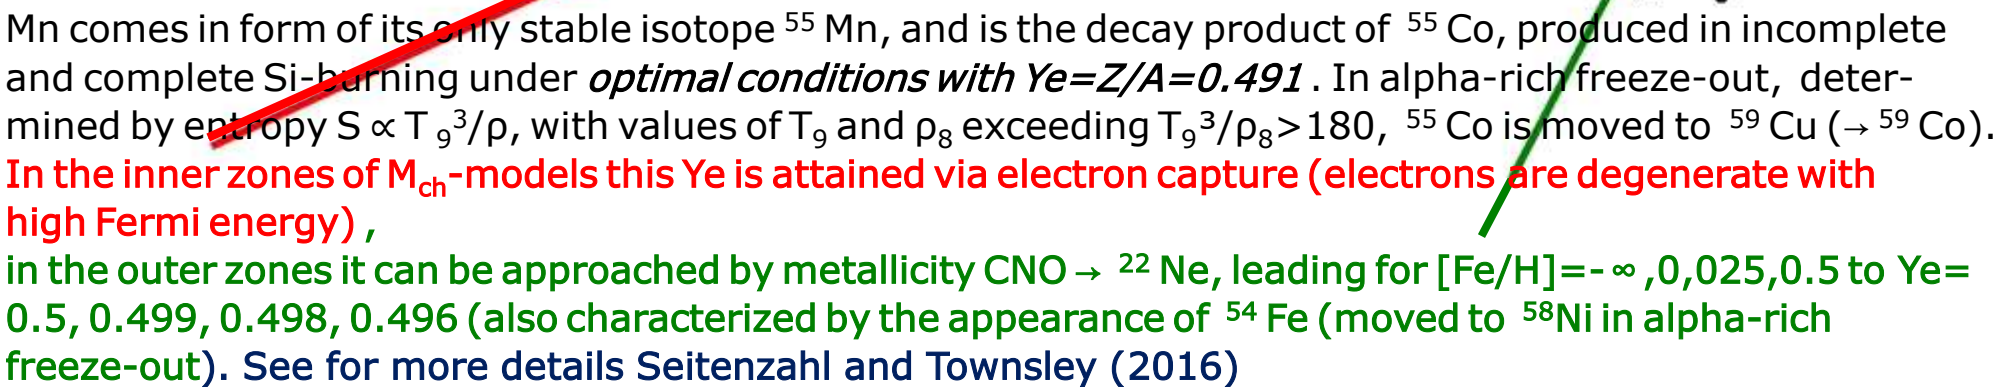 Mn comes in form of its only stable isotope ⁵⁵ Mn, and is the decay product of ⁵⁵ Co, produced in incomplete
and complete Si-burning under optimal conditions with Ye=Z/A=0.491 . In alpha-rich freeze-out, deter-
mined by entropy S ∝ T ₉³/ρ, with values of T₉ and ρ₈ exceeding T₉³/ρ₈>180, ⁵⁵ Co is moved to ⁵⁹ Cu (→ ⁵⁹ Co).
In the inner zones of Mch-models this Ye is attained via electron capture (electrons are degenerate with
high Fermi energy) ,
in the outer zones it can be approached by metallicity CNO → ²² Ne, leading for [Fe/H]=-∞ ,0,025,0.5 to Ye=
0.5, 0.499, 0.498, 0.496 (also characterized by the appearance of ⁵⁴ Fe (moved to ⁵⁸Ni in alpha-rich
freeze-out). See for more details Seitenzahl and Townsley (2016)